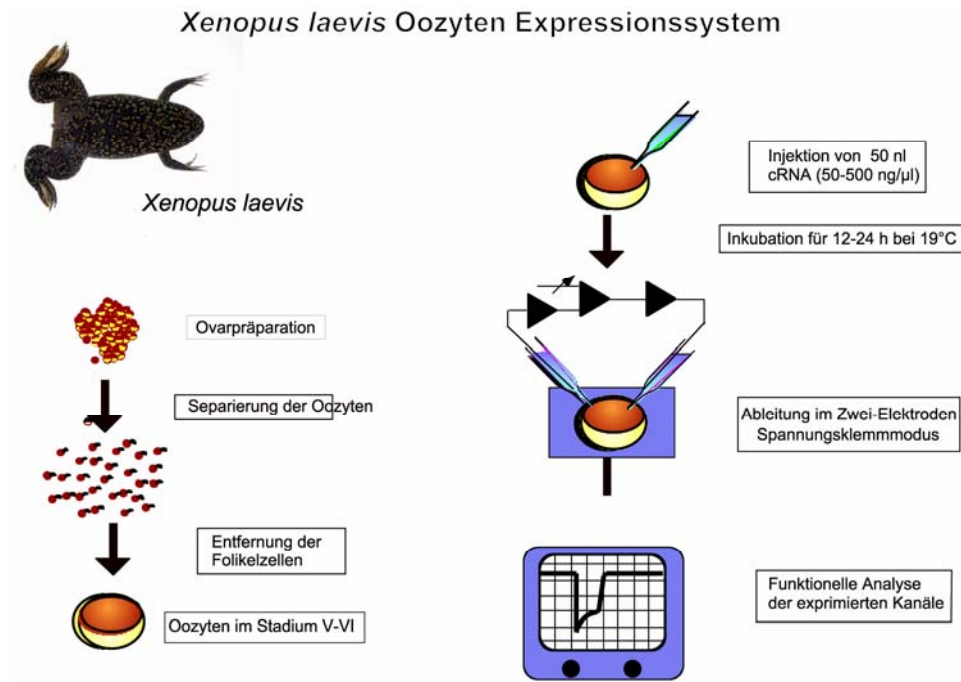 Xenopus laevis Oozyten Expressionssystem
Xenopus laevis
Ovarpräparation
Separierung der Oozyten
Entfernung der
Folikelzellen
Oozyten im Stadium V-VI
Injektion von 50 nl
cRNA (50-500 ng/µl)
Inkubation für 12-24 h bei 19°C
Ableitung im Zwei-Elektroden
Spannungsklemmmodus
Funktionelle Analyse
der exprimierten Kanäle